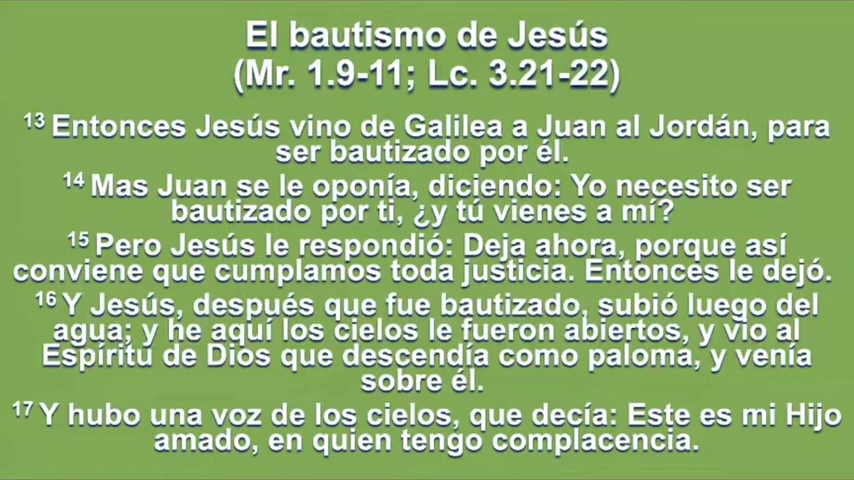 El bautismo de Jesús
(Mr. 1.9-11; Lc. 3.21-22)
13 Entonces Jesús vino de Galilea a Juan al Jordán, para
ser bautizado por él.
14 Mas Juan se le oponía, diciendo: Yo necesito ser
bautizado por ti, ¿y tú vienes a mí?
15 Pero Jesús le respondió: Deja ahora, porque así
conviene que cumplamos toda justicia. Entonces le dejó.
16 Y Jesús, después que fue bautizado, subió luego del
agua; y he aquí los cielos le fueron abiertos, y vio al
Espíritu de Dios que descendía como paloma, y venía
sobre él.
17 Y hubo una voz de los cielos, que decía: Este es mi Hijo
amado, en quien tengo complacencia.